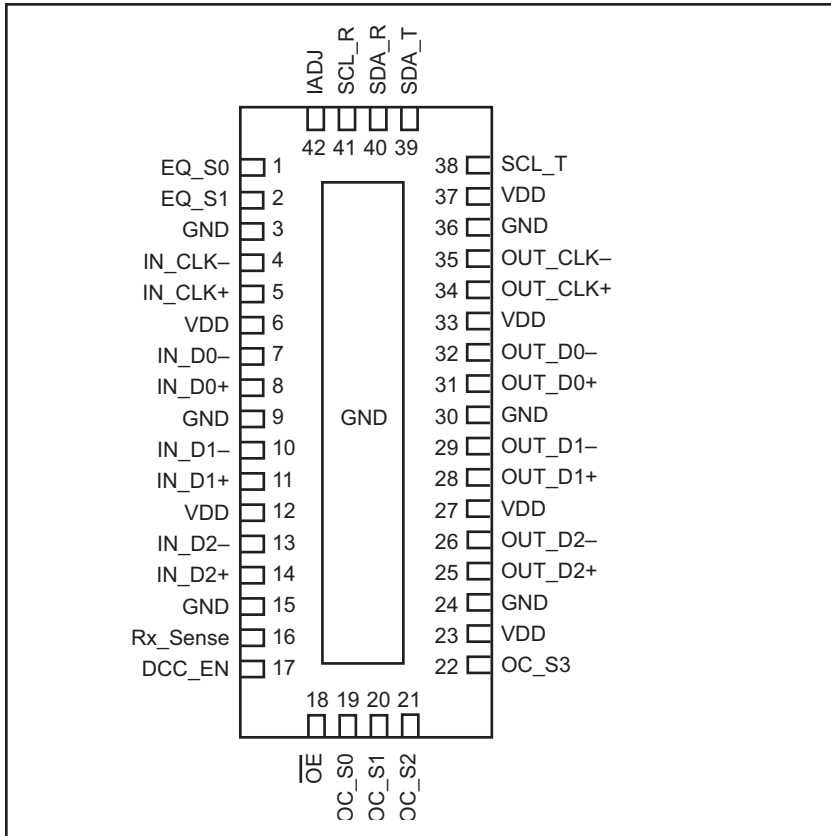 IADJ
SCL_R
SDA_R
SDA_T
42 41 40 39
EQ_S0 1
EQ_S1 2
GND 3
IN_CLK– 4
IN_CLK+ 5
VDD 6
IN_D0– 7
IN_D0+ 8
GND 9
IN_D1– 10
IN_D1+ 11
VDD 12
IN_D2– 13
IN_D2+ 14
GND 15
Rx_Sense 16
DCC_EN 17
GND
38 SCL_T
37 VDD
36 GND
35 OUT_CLK–
34 OUT_CLK+
33 VDD
32 OUT_D0–
31 OUT_D0+
30 GND
29 OUT_D1–
28 OUT_D1+
27 VDD
26 OUT_D2–
25 OUT_D2+
24 GND
23 VDD
22 OC_S3
18 19 20 21
O̅E̅
OC_S0
OC_S1
OC_S2